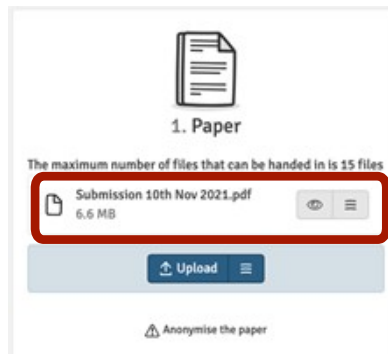 1. Paper
The maximum number of files that can be handed in is 15 files
Submission 10th Nov 2021.pdf
6.6 MB
Upload
Anonymise the paper